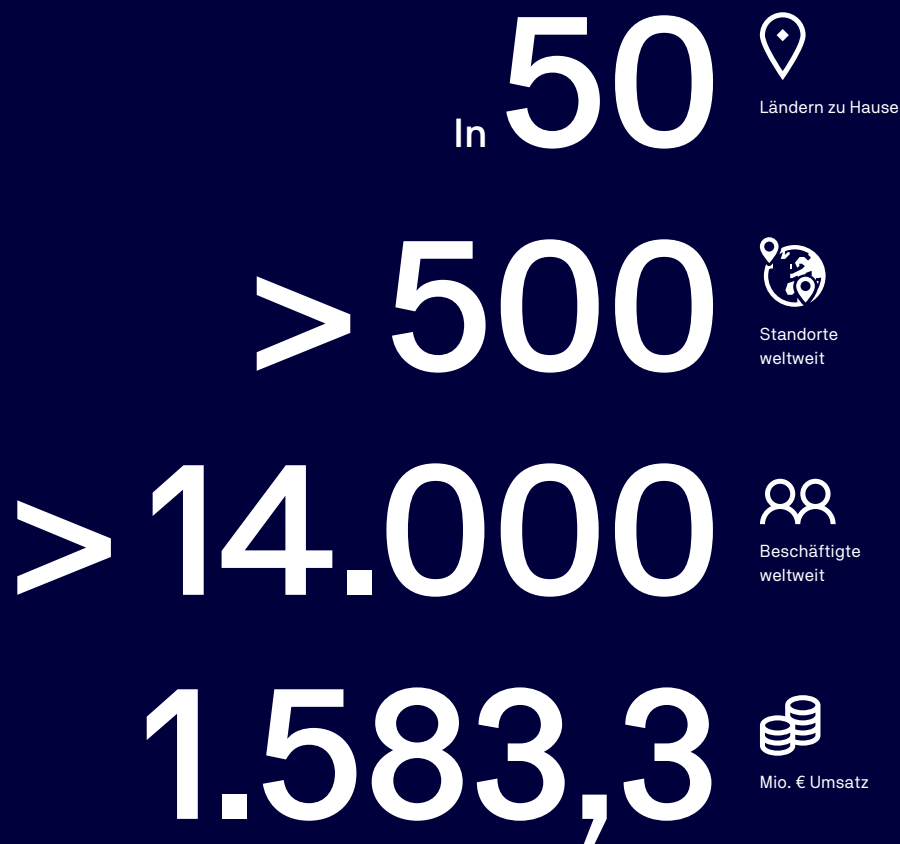 In 50
Ländern zu Hause
> 500
Standorte
weltweit
> 14.000
Beschäftigte
weltweit
1.583,3
Mio. € Umsatz